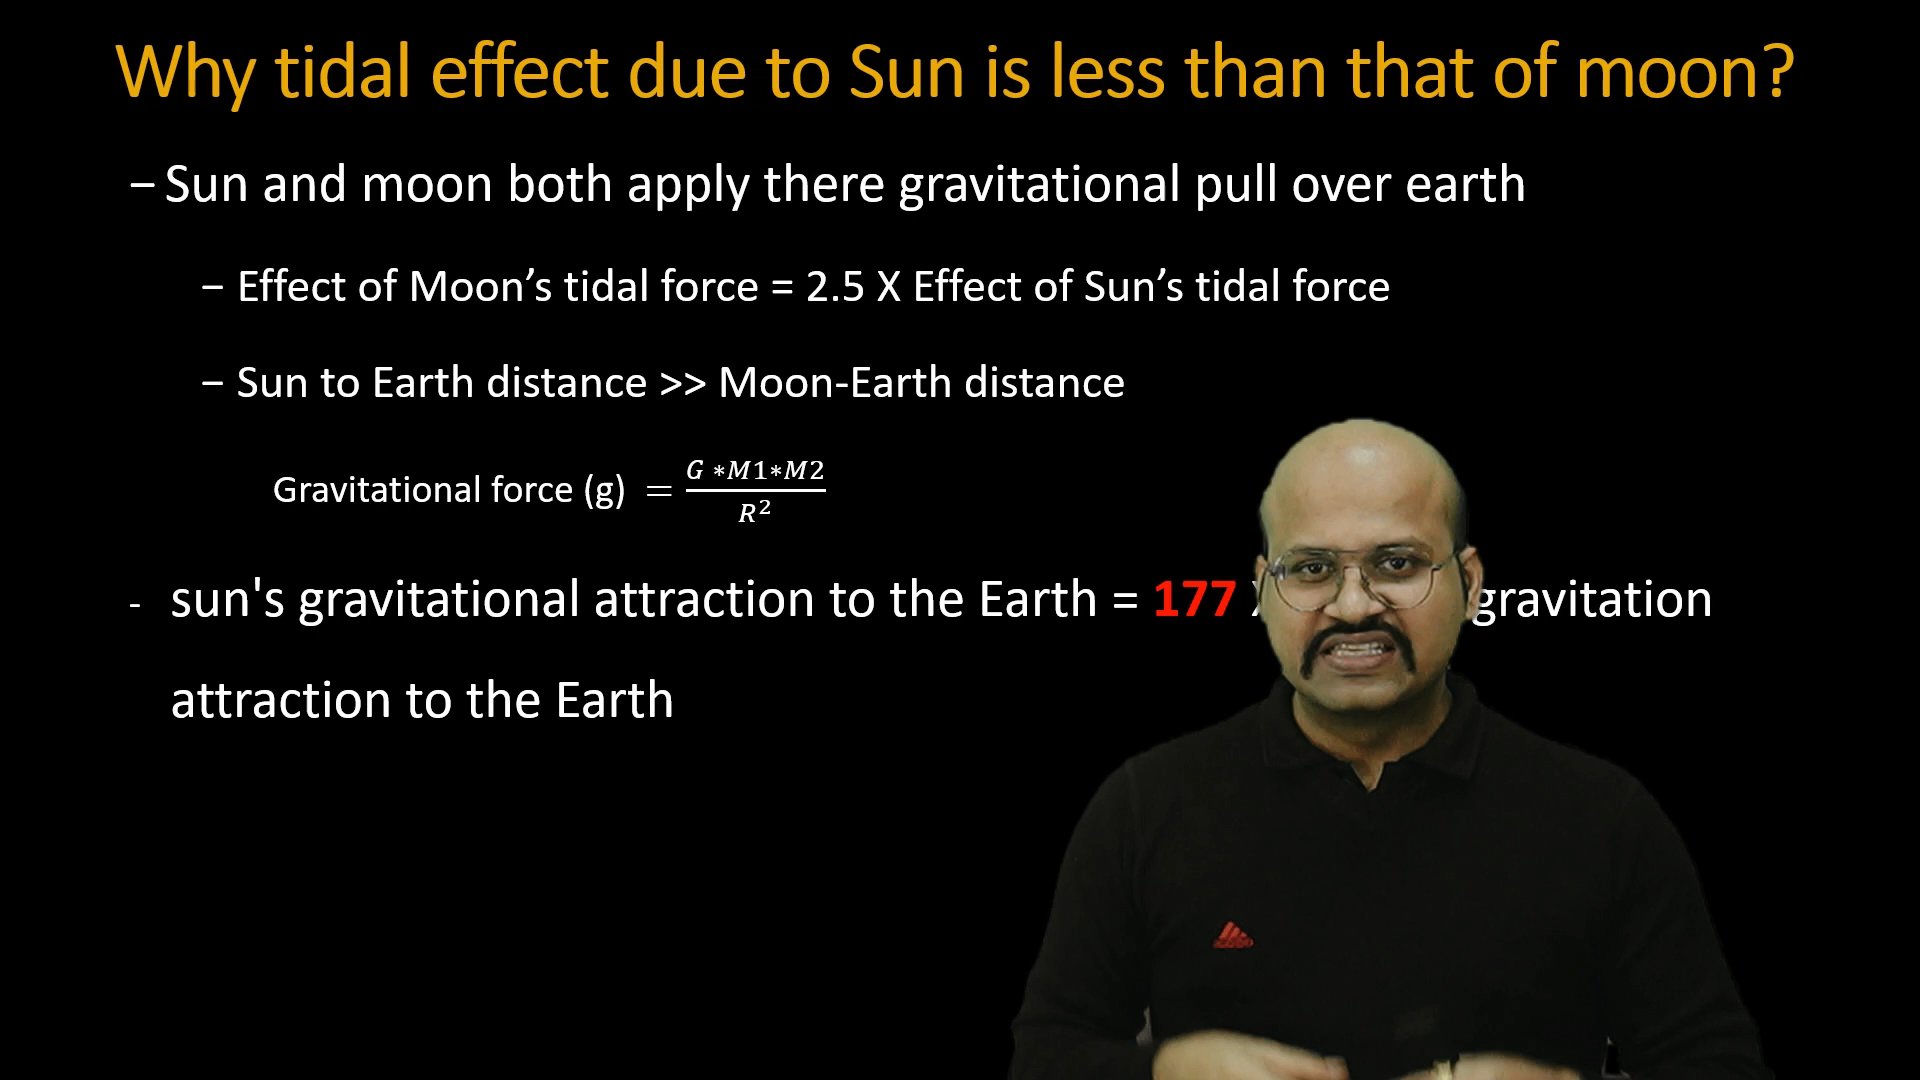 Why tidal effect due to Sun is less than that of moon?
– Sun and moon both apply there gravitational pull over earth
– Effect of Moon’s tidal force = 2.5 X Effect of Sun’s tidal force
– Sun to Earth distance >> Moon-Earth distance
Gravitational force (g) = G *M1*M2 / R²
- sun's gravitational attraction to the Earth = 177 gravitation
attraction to the Earth